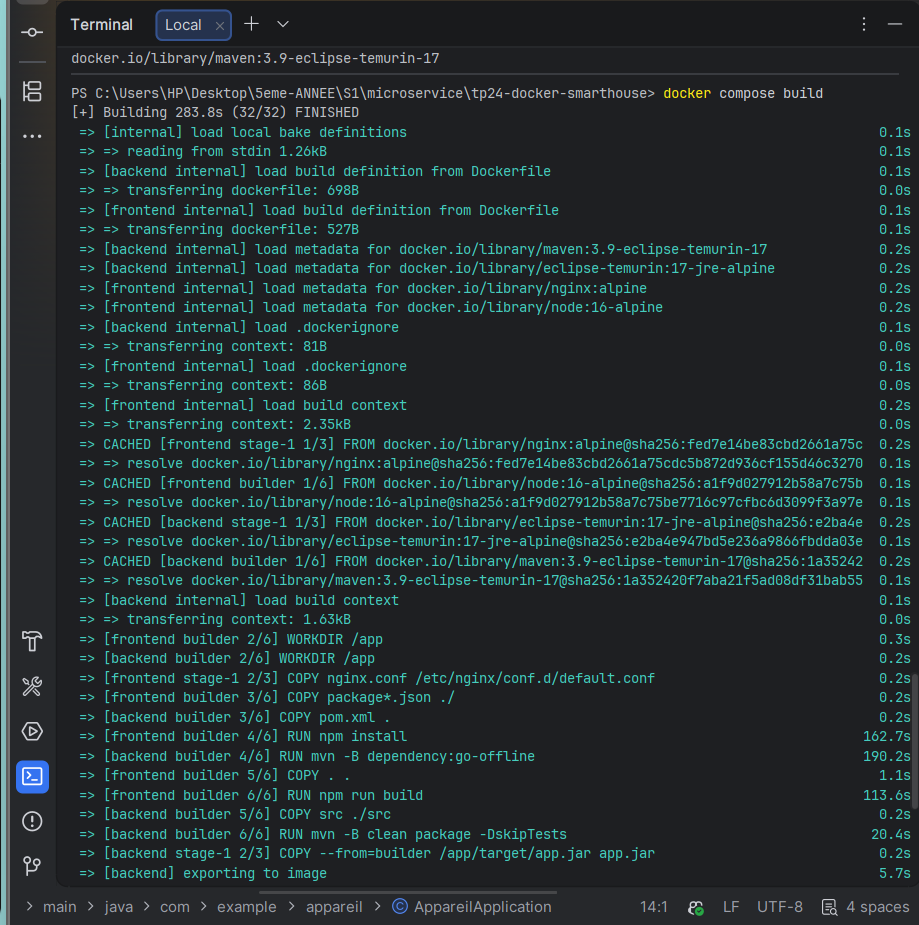 Terminal
Local
docker.io/library/maven:3.9-eclipse-temurin-17
PS C:\Users\HP\Desktop\5eme-ANNEE\S1\microservice\tp24-docker-smarthouse> docker compose build
[+] Building 283.8s (32/32) FINISHED
=> [internal] load local bake definitions 0.1s
=> => reading from stdin 1.26kB 0.1s
=> [backend internal] load build definition from Dockerfile 0.1s
=> => transferring dockerfile: 698B 0.0s
=> [frontend internal] load build definition from Dockerfile 0.1s
=> => transferring dockerfile: 527B 0.1s
=> [backend internal] load metadata for docker.io/library/maven:3.9-eclipse-temurin-17 0.2s
=> [backend internal] load metadata for docker.io/library/eclipse-temurin:17-jre-alpine 0.2s
=> [frontend internal] load metadata for docker.io/library/nginx:alpine 0.2s
=> [frontend internal] load metadata for docker.io/library/node:16-alpine 0.2s
=> [backend internal] load .dockerignore 0.1s
=> => transferring context: 81B 0.0s
=> [frontend internal] load .dockerignore 0.1s
=> => transferring context: 86B 0.0s
=> [frontend internal] load build context 0.2s
=> => transferring context: 2.35kB 0.0s
=> CACHED [frontend stage-1 1/3] FROM docker.io/library/nginx:alpine@sha256:fed7e14be83cbd2661a75c 0.2s
=> => resolve docker.io/library/nginx:alpine@sha256:fed7e14be83cbd2661a75cdc5b872d936cf155d46c3270 0.1s
=> CACHED [frontend builder 1/6] FROM docker.io/library/node:16-alpine@sha256:a1f9d027912b58a7c75b 0.1s
=> => resolve docker.io/library/node:16-alpine@sha256:a1f9d027912b58a7c75be7716c97cfbc6d3099f3a97e 0.1s
=> CACHED [backend stage-1 1/3] FROM docker.io/library/eclipse-temurin:17-jre-alpine@sha256:e2ba4e 0.2s
=> => resolve docker.io/library/eclipse-temurin:17-jre-alpine@sha256:e2ba4e947bd5e236a9866fbdda03e 0.1s
=> CACHED [backend builder 1/6] FROM docker.io/library/maven:3.9-eclipse-temurin-17@sha256:1a35242 0.2s
=> => resolve docker.io/library/maven:3.9-eclipse-temurin-17@sha256:1a352420f7aba21f5ad08df31bab55 0.1s
=> [backend internal] load build context 0.1s
=> => transferring context: 1.63kB 0.0s
=> [frontend builder 2/6] WORKDIR /app 0.3s
=> [backend builder 2/6] WORKDIR /app 0.2s
=> [frontend stage-1 2/3] COPY nginx.conf /etc/nginx/conf.d/default.conf 0.2s
=> [frontend builder 3/6] COPY package*.json ./ 0.2s
=> [backend builder 3/6] COPY pom.xml . 0.2s
=> [frontend builder 4/6] RUN npm install 162.7s
=> [backend builder 4/6] RUN mvn -B dependency:go-offline 190.2s
=> [frontend builder 5/6] COPY . . 1.1s
=> [frontend builder 6/6] RUN npm run build 113.6s
=> [backend builder 5/6] COPY src ./src 0.2s
=> [backend builder 6/6] RUN mvn -B clean package -DskipTests 20.4s
=> [backend stage-1 2/3] COPY --from=builder /app/target/app.jar app.jar 0.2s
=> [backend] exporting to image 5.7s
> main > java > com > example > appareil > AppareilApplication 14:1 LF UTF-8 4 spaces